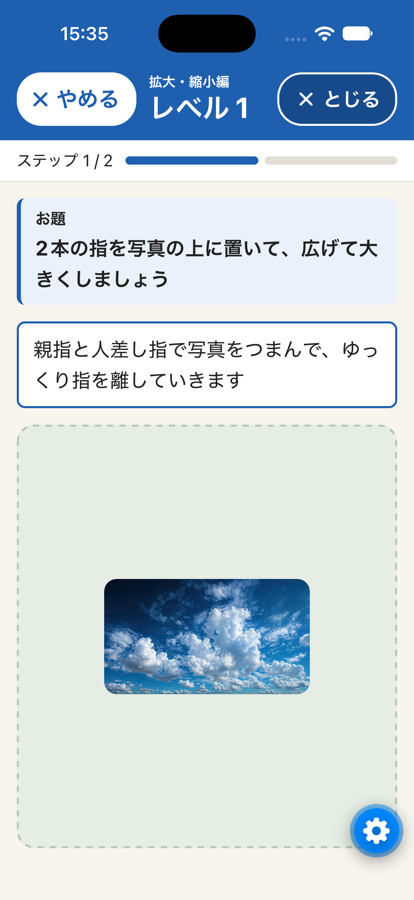 15:35
× やめる
拡大・縮小編
レベル 1
× とじる
ステップ 1 / 2
お題
2本の指を写真の上に置いて、広げて大
きくしましょう
親指と人差し指で写真をつまんで、ゆっ
くり指を離していきます